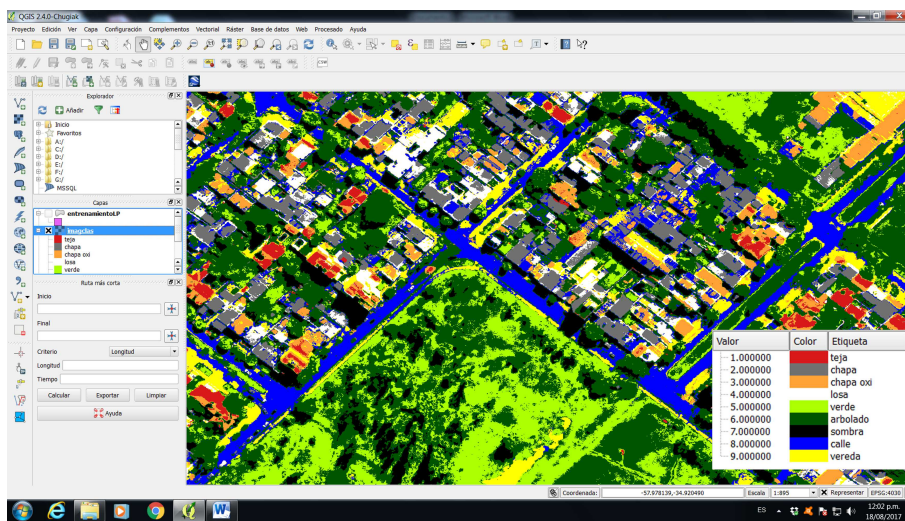 QGIS 2.4.0-Chugiak
Proyecto Edición Ver Capa Configuración Complementos Vectorial Ráster Base de datos Web Procesado Ayuda
CSW
Explorador
Añadir
Inicio
Favoritos
A:/
C:/
D:/
E:/
F:/
G:/
MSSQL
Capas
entrenamientoLP
imagclas
teja
chapa
chapa oxi
losa
verde
Ruta más corta
Inicio
Final
Criterio Longitud
Longitud
Tiempo
Calcular Exportar Limpiar
Ayuda
Valor Color Etiqueta
1.000000 teja
2.000000 chapa
3.000000 chapa oxi
4.000000 losa
5.000000 verde
6.000000 arbolado
7.000000 sombra
8.000000 calle
9.000000 vereda
Coordenada: -57.978139,-34.920490 Escala 1:895 Representar EPSG:4030
ES 12:02 p.m.
18/08/2017